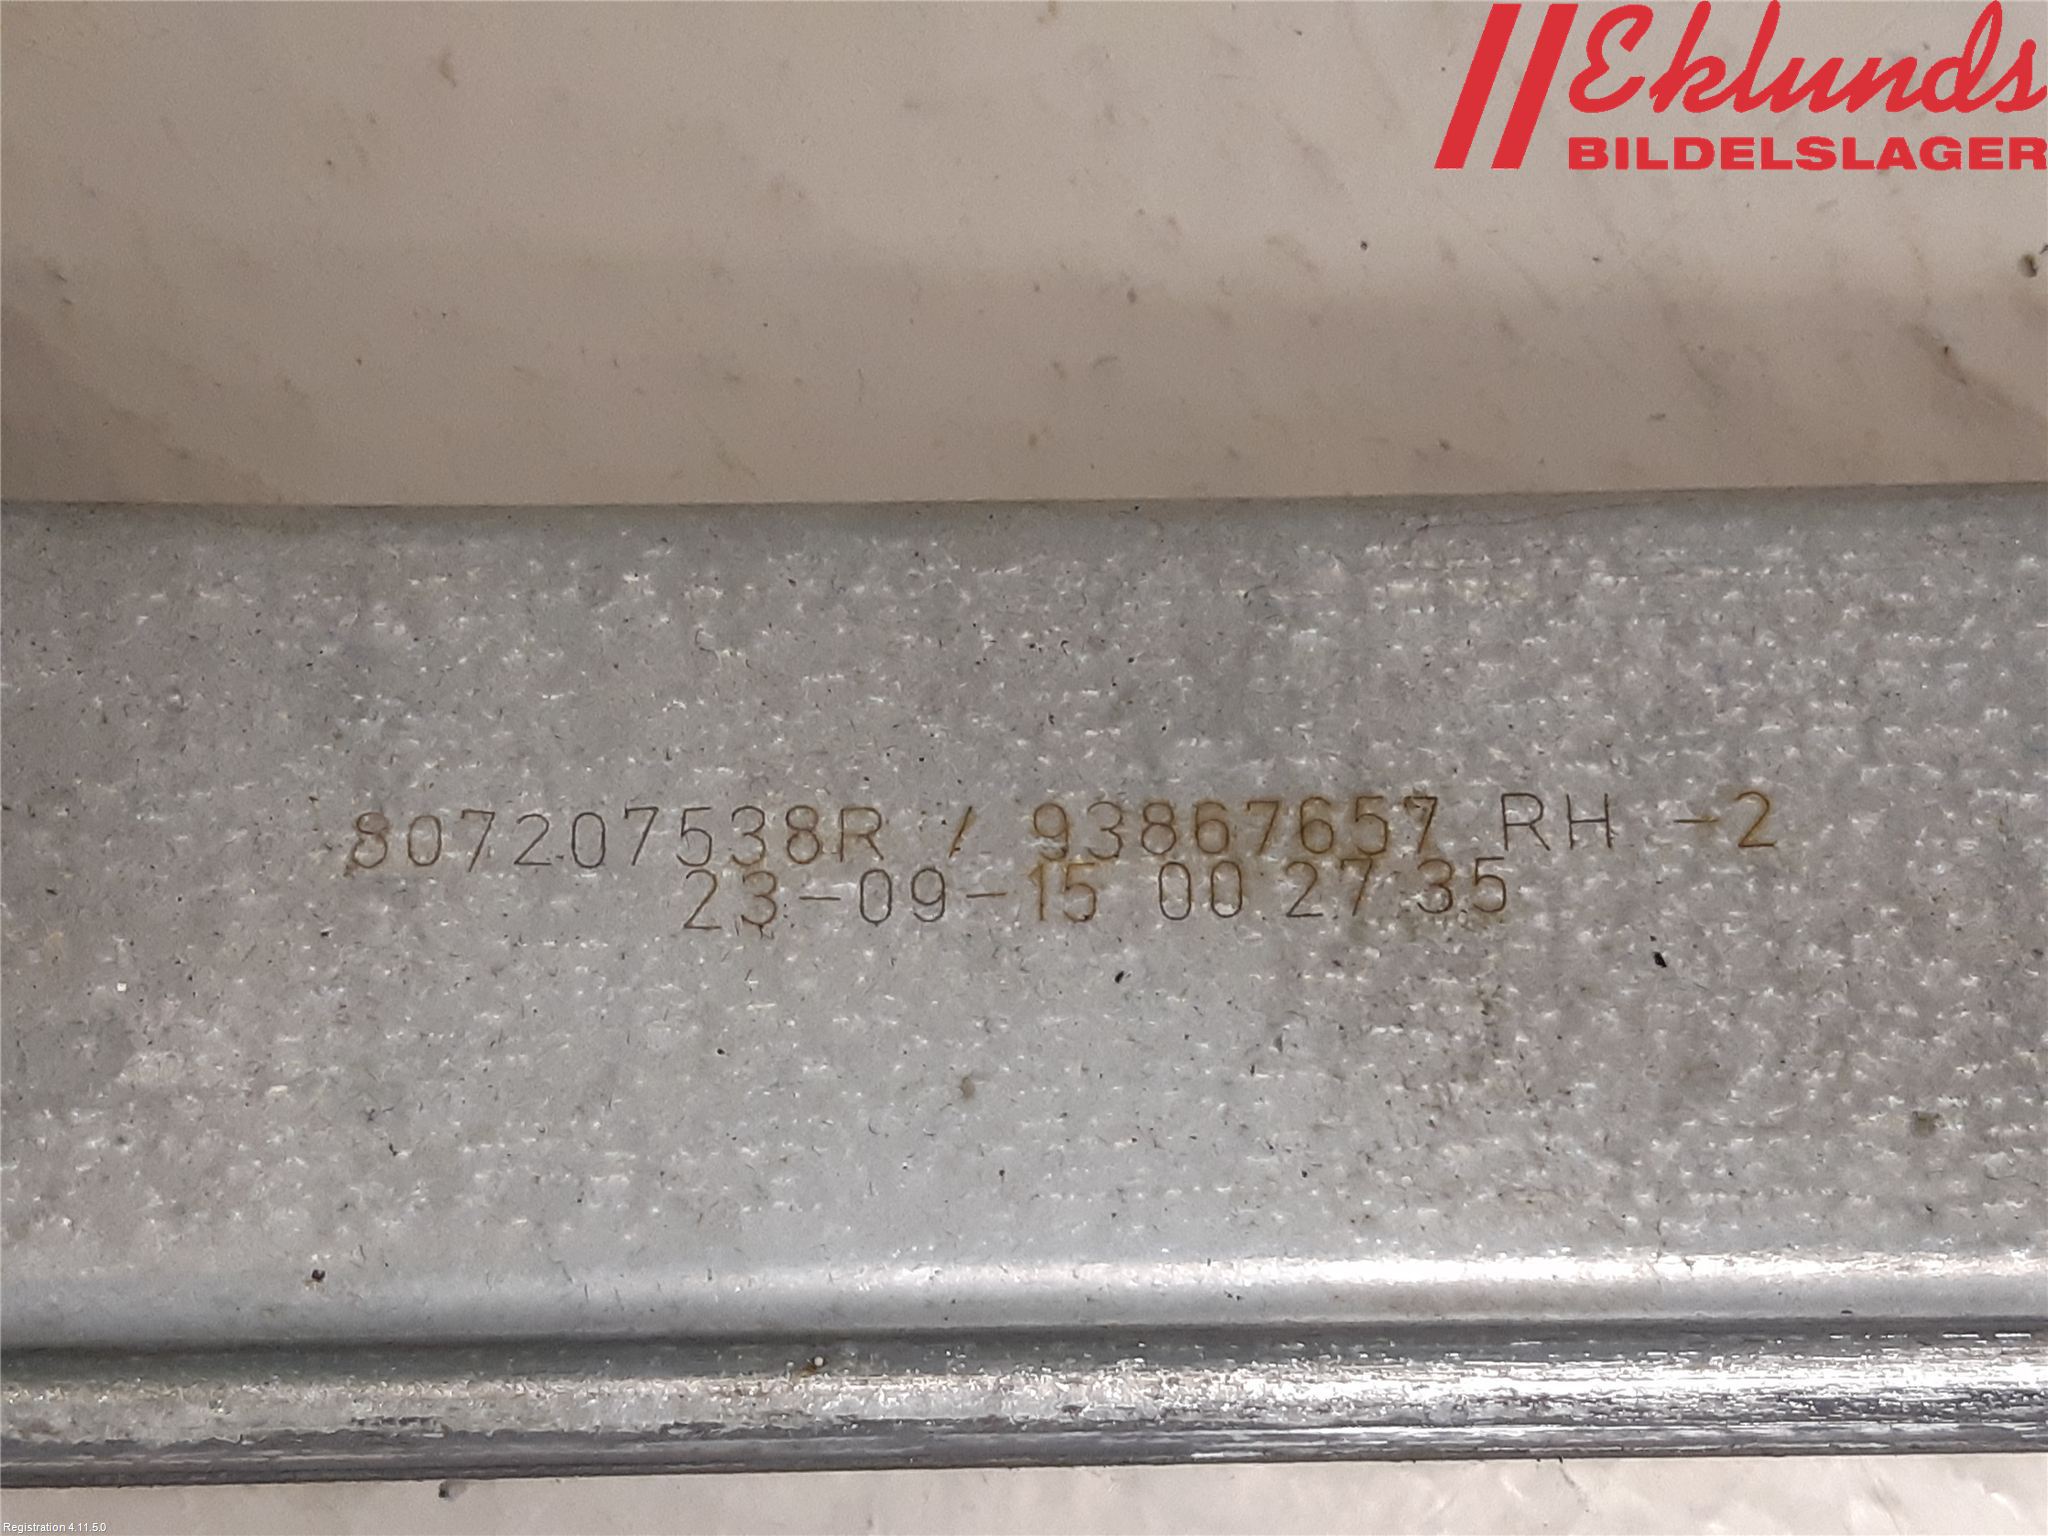 Eklunds
BILDELSLAGER
807207538R / 93867657 RH -2
23-09-15 00 27 35
Registration 4.11.5.0